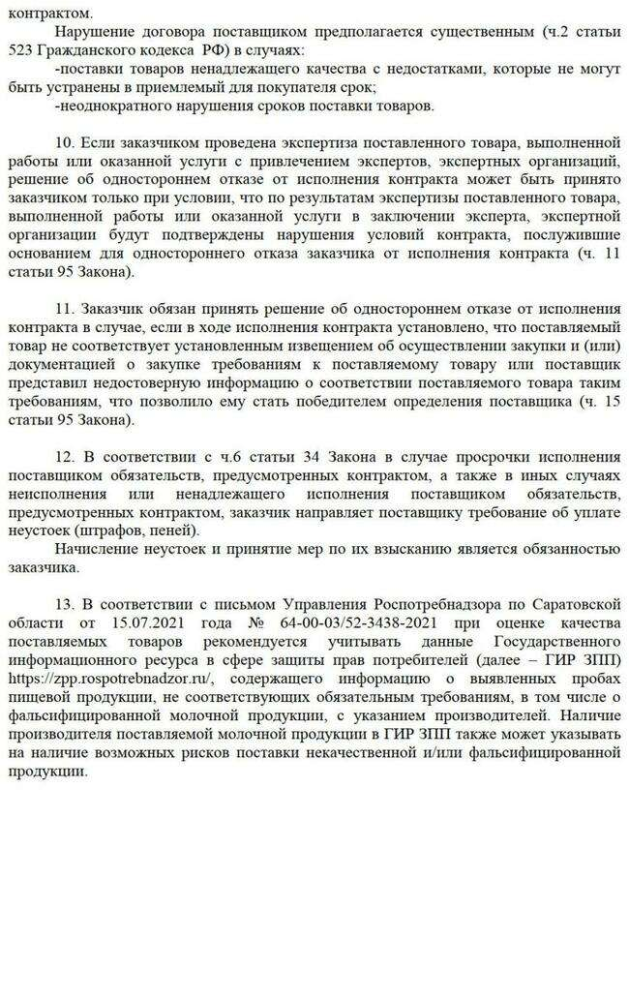 контрактом.
Нарушение договора поставщиком предполагается существенным (ч.2 статьи
523 Гражданского кодекса РФ) в случаях:
-поставки товаров ненадлежащего качества с недостатками, которые не могут
быть устранены в приемлемый для покупателя срок;
-неоднократного нарушения сроков поставки товаров.
10. Если заказчиком проведена экспертиза поставленного товара, выполненной
работы или оказанной услуги с привлечением экспертов, экспертных организаций,
решение об одностороннем отказе от исполнения контракта может быть принято
заказчиком только при условии, что по результатам экспертизы поставленного товара,
выполненной работы или оказанной услуги в заключении эксперта, экспертной
организации будут подтверждены нарушения условий контракта, послужившие
основанием для одностороннего отказа заказчика от исполнения контракта (ч. 11
статьи 95 Закона).
11. Заказчик обязан принять решение об одностороннем отказе от исполнения
контракта в случае, если в ходе исполнения контракта установлено, что поставляемый
товар не соответствует установленным извещением об осуществлении закупки и (или)
документацией о закупке требованиям к поставляемому товару или поставщик
представил недостоверную информацию о соответствии поставляемого товара таким
требованиям, что позволило ему стать победителем определения поставщика (ч. 15
статьи 95 Закона).
12. В соответствии с ч.6 статьи 34 Закона в случае просрочки исполнения
поставщиком обязательств, предусмотренных контрактом, а также в иных случаях
неисполнения или ненадлежащего исполнения поставщиком обязательств,
предусмотренных контрактом, заказчик направляет поставщику требование об уплате
неустоек (штрафов, пеней).
Начисление неустоек и принятие мер по их взысканию является обязанностью
заказчика.
13. В соответствии с письмом Управления Роспотребнадзора по Саратовской
области от 15.07.2021 года № 64-00-03/52-3438-2021 при оценке качества
поставляемых товаров рекомендуется учитывать данные Государственного
информационного ресурса в сфере защиты прав потребителей (далее – ГИР ЗПП)
https://zpp.rospotrebnadzor.ru/, содержащего информацию о выявленных пробах
пищевой продукции, не соответствующих обязательным требованиям, в том числе о
фальсифицированной молочной продукции, с указанием производителей. Наличие
производителя поставляемой молочной продукции в ГИР ЗПП также может указывать
на наличие возможных рисков поставки некачественной и/или фальсифицированной
продукции.